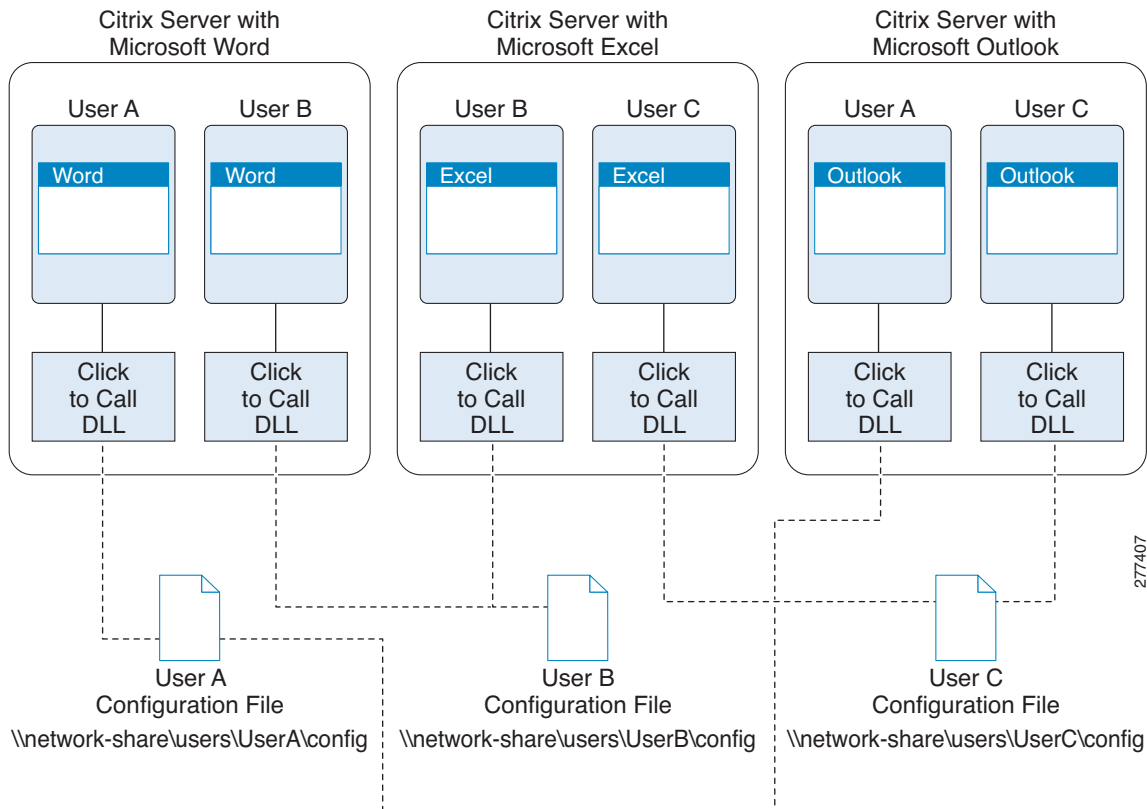 Citrix Server with
Microsoft Word
Citrix Server with
Microsoft Excel
Citrix Server with
Microsoft Outlook
User A
User B
User B
User C
User A
User C
Word
Word
Excel
Excel
Outlook
Outlook
Click
to Call
DLL
Click
to Call
DLL
Click
to Call
DLL
Click
to Call
DLL
Click
to Call
DLL
Click
to Call
DLL
277407
User A
Configuration File
\\network-share\users\UserA\config
User B
Configuration File
\\network-share\users\UserB\config
User C
Configuration File
\\network-share\users\UserC\config